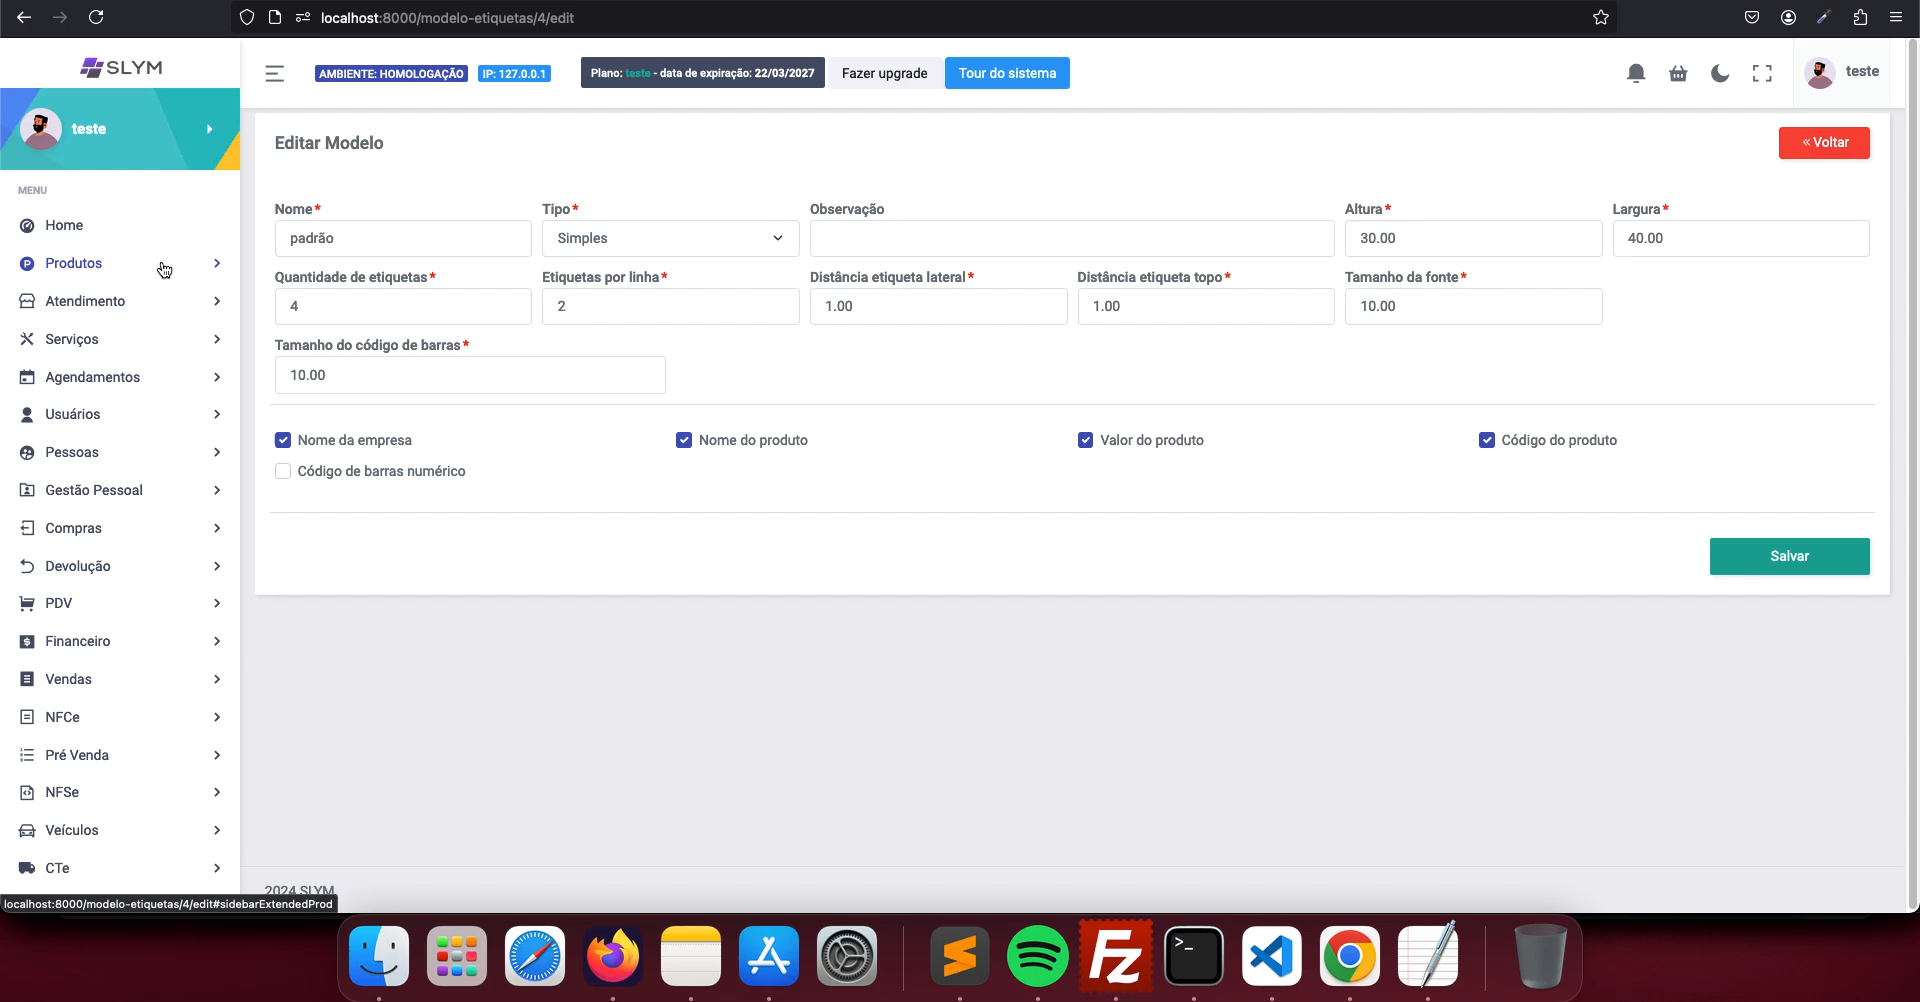 localhost:8000/modelo-etiquetas/4/edit
SLYM
AMBIENTE: HOMOLOGAÇÃO
IP: 127.0.0.1
Plano: teste - data de expiração: 22/03/2027
Fazer upgrade
Tour do sistema
teste
teste
MENU
Home
Produtos
Atendimento
Serviços
Agendamentos
Usuários
Pessoas
Gestão Pessoal
Compras
Devolução
PDV
Financeiro
Vendas
NFCe
Pré Venda
NFSe
Veículos
CTe
Editar Modelo
« Voltar
Nome*
Tipo*
Observação
Altura*
Largura*
padrão
Simples
30.00
40.00
Quantidade de etiquetas*
Etiquetas por linha*
Distância etiqueta lateral*
Distância etiqueta topo*
Tamanho da fonte*
4
2
1.00
1.00
10.00
Tamanho do código de barras*
10.00
Nome da empresa
Nome do produto
Valor do produto
Código do produto
Código de barras numérico
Salvar
2024 SLYM
localhost:8000/modelo-etiquetas/4/edit#sidebarExtendedProd
Fz
>_